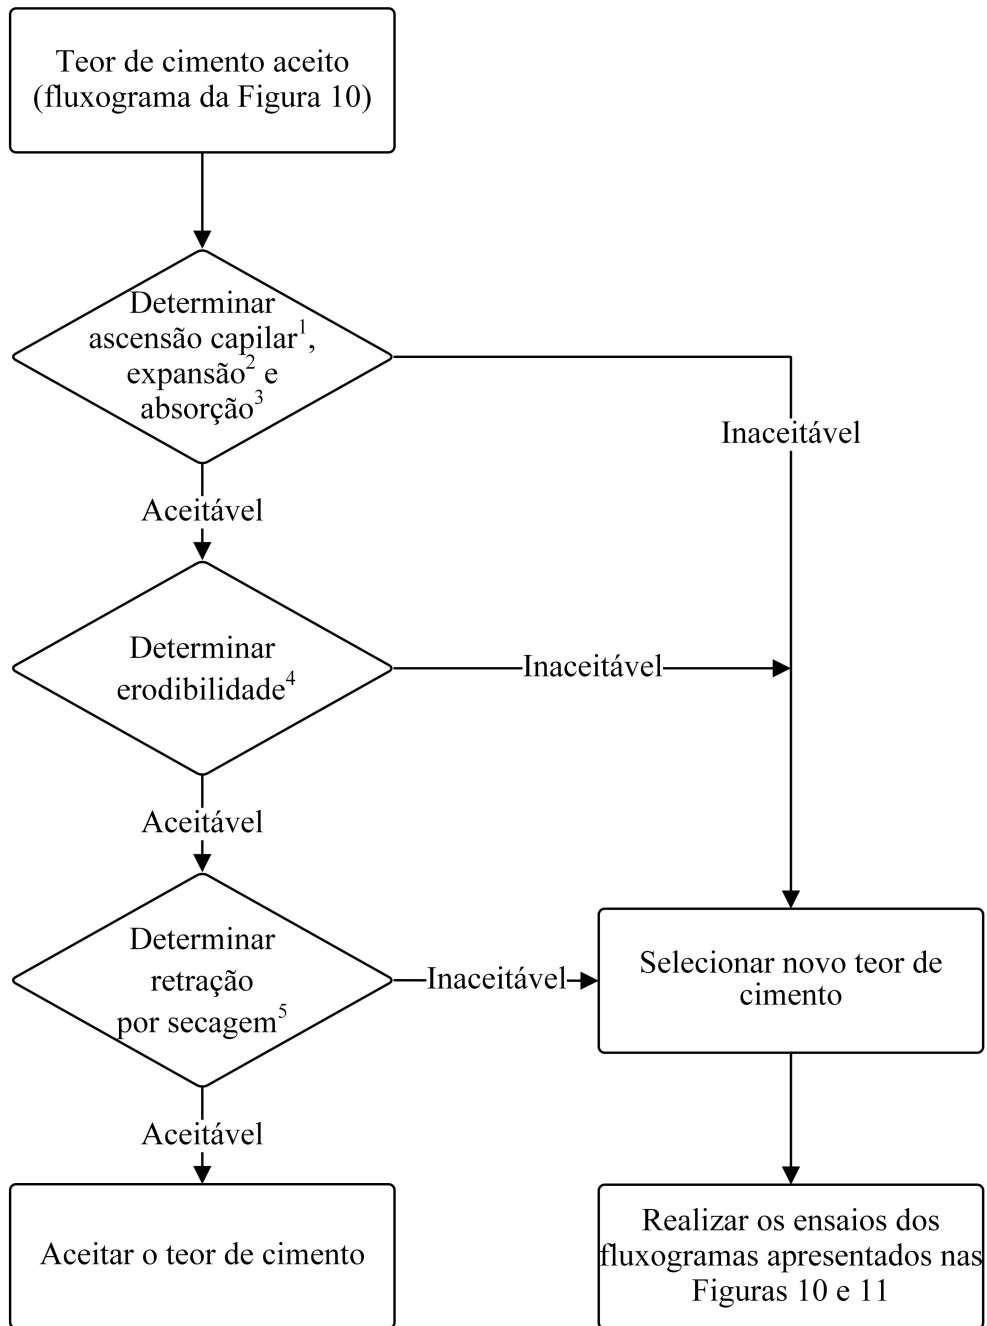 Teor de cimento aceito
(fluxograma da Figura 10)
Determinar
ascensão capilar¹,
expansão² e
absorção³
Inaceitável
Aceitável
Determinar
erodibilidade⁴
Inaceitável
Aceitável
Determinar
retração
por secagem⁵
Inaceitável
Selecionar novo teor de
cimento
Aceitável
Aceitar o teor de cimento
Realizar os ensaios dos
fluxogramas apresentados nas
Figuras 10 e 11